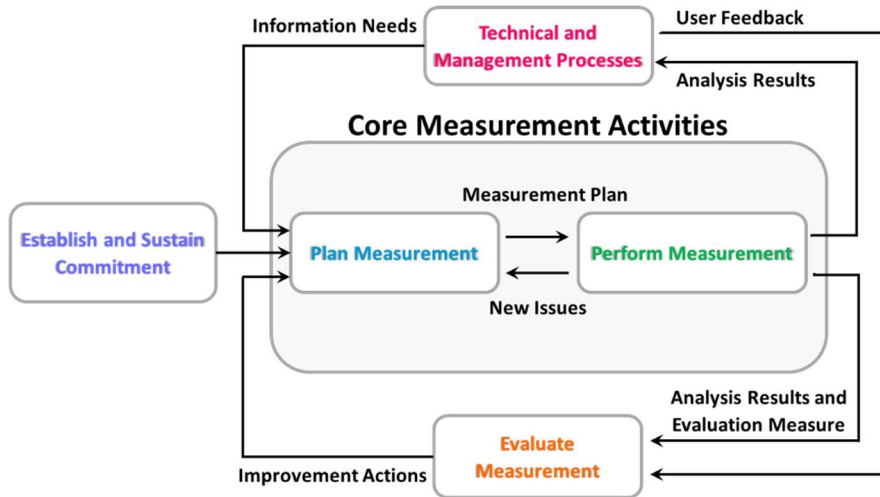 Information Needs
Technical and
Management Processes
User Feedback
Analysis Results
Core Measurement Activities
Measurement Plan
Establish and Sustain
Commitment
Plan Measurement
Perform Measurement
New Issues
Analysis Results and
Evaluation Measure
Evaluate
Measurement
Improvement Actions